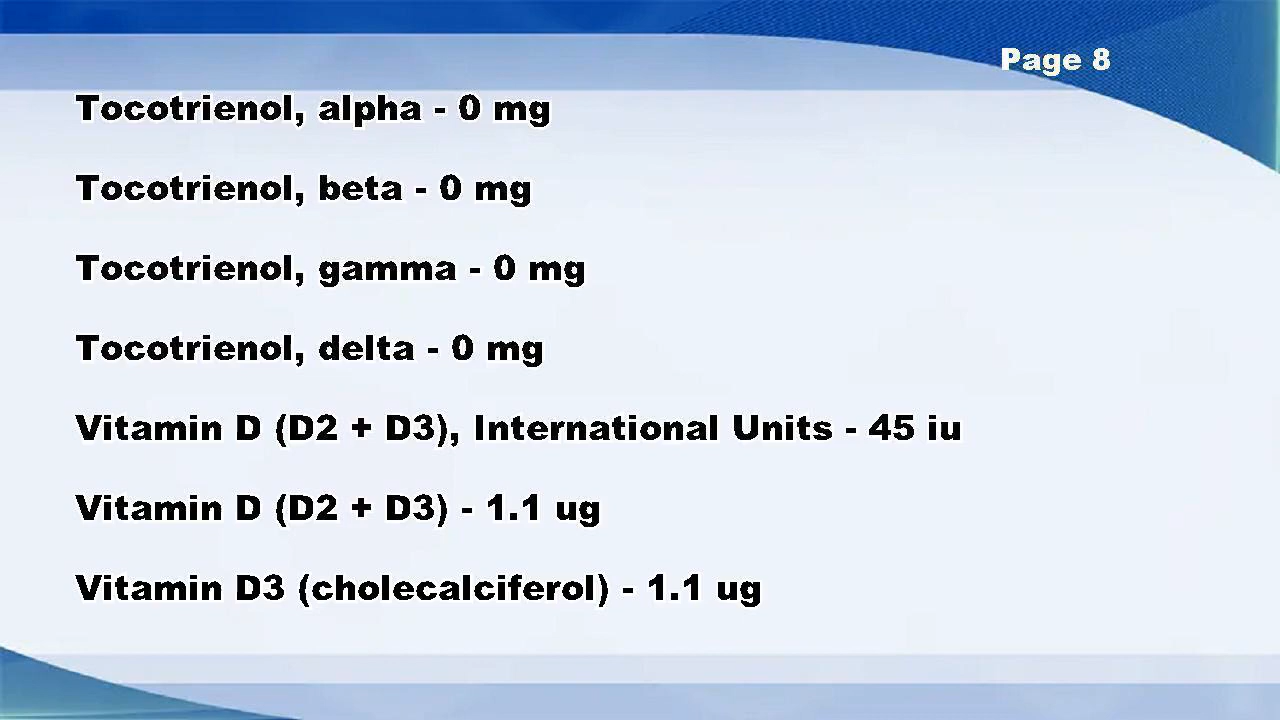 Page 8
Tocotrienol, alpha - 0 mg
Tocotrienol, beta - 0 mg
Tocotrienol, gamma - 0 mg
Tocotrienol, delta - 0 mg
Vitamin D (D2 + D3), International Units - 45 iu
Vitamin D (D2 + D3) - 1.1 ug
Vitamin D3 (cholecalciferol) - 1.1 ug